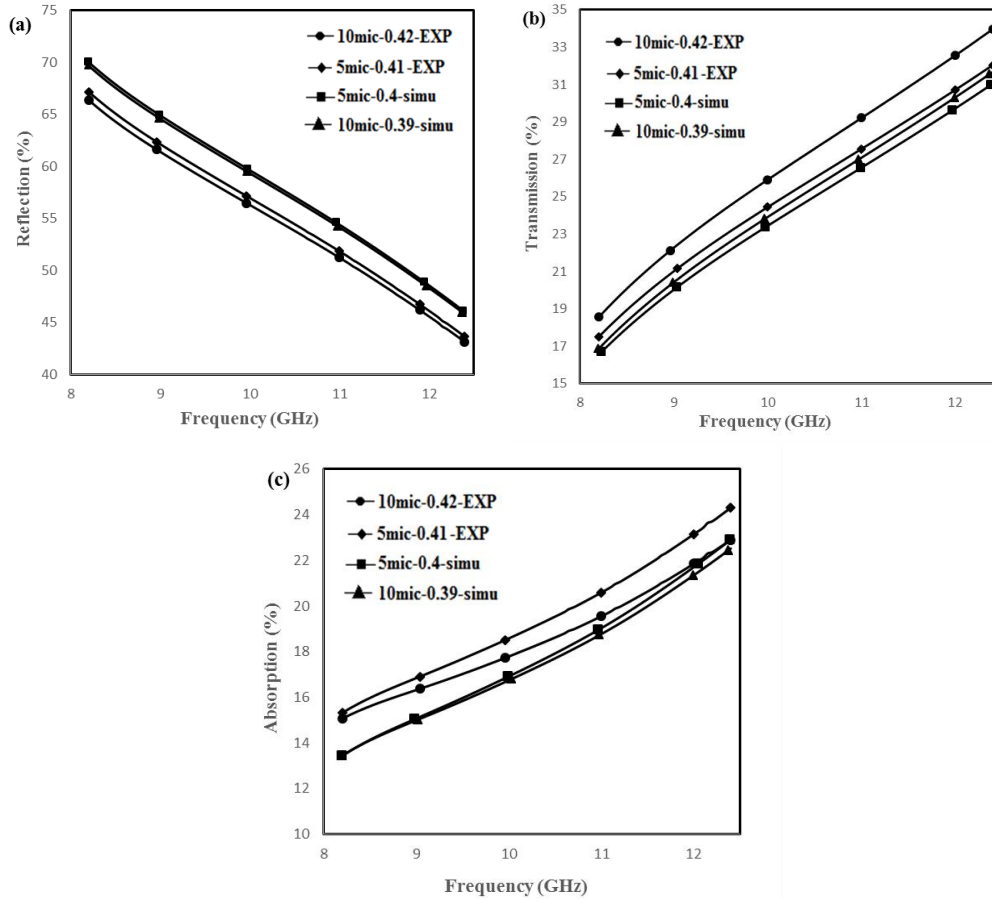 (a)
10mic-0.42-EXP
5mic-0.41-EXP
5mic-0.4-simu
10mic-0.39-simu
Reflection (%)
75
70
65
60
55
50
45
40
8 9 10 11 12
Frequency (GHz)
(b)
10mic-0.42-EXP
5mic-0.41-EXP
5mic-0.4-simu
10mic-0.39-simu
Transmission (%)
35
33
31
29
27
25
23
21
19
17
15
8 9 10 11 12
Frequency (GHz)
(c)
10mic-0.42-EXP
5mic-0.41-EXP
5mic-0.4-simu
10mic-0.39-simu
Absorption (%)
26
24
22
20
18
16
14
12
10
8 9 10 11 12
Frequency (GHz)